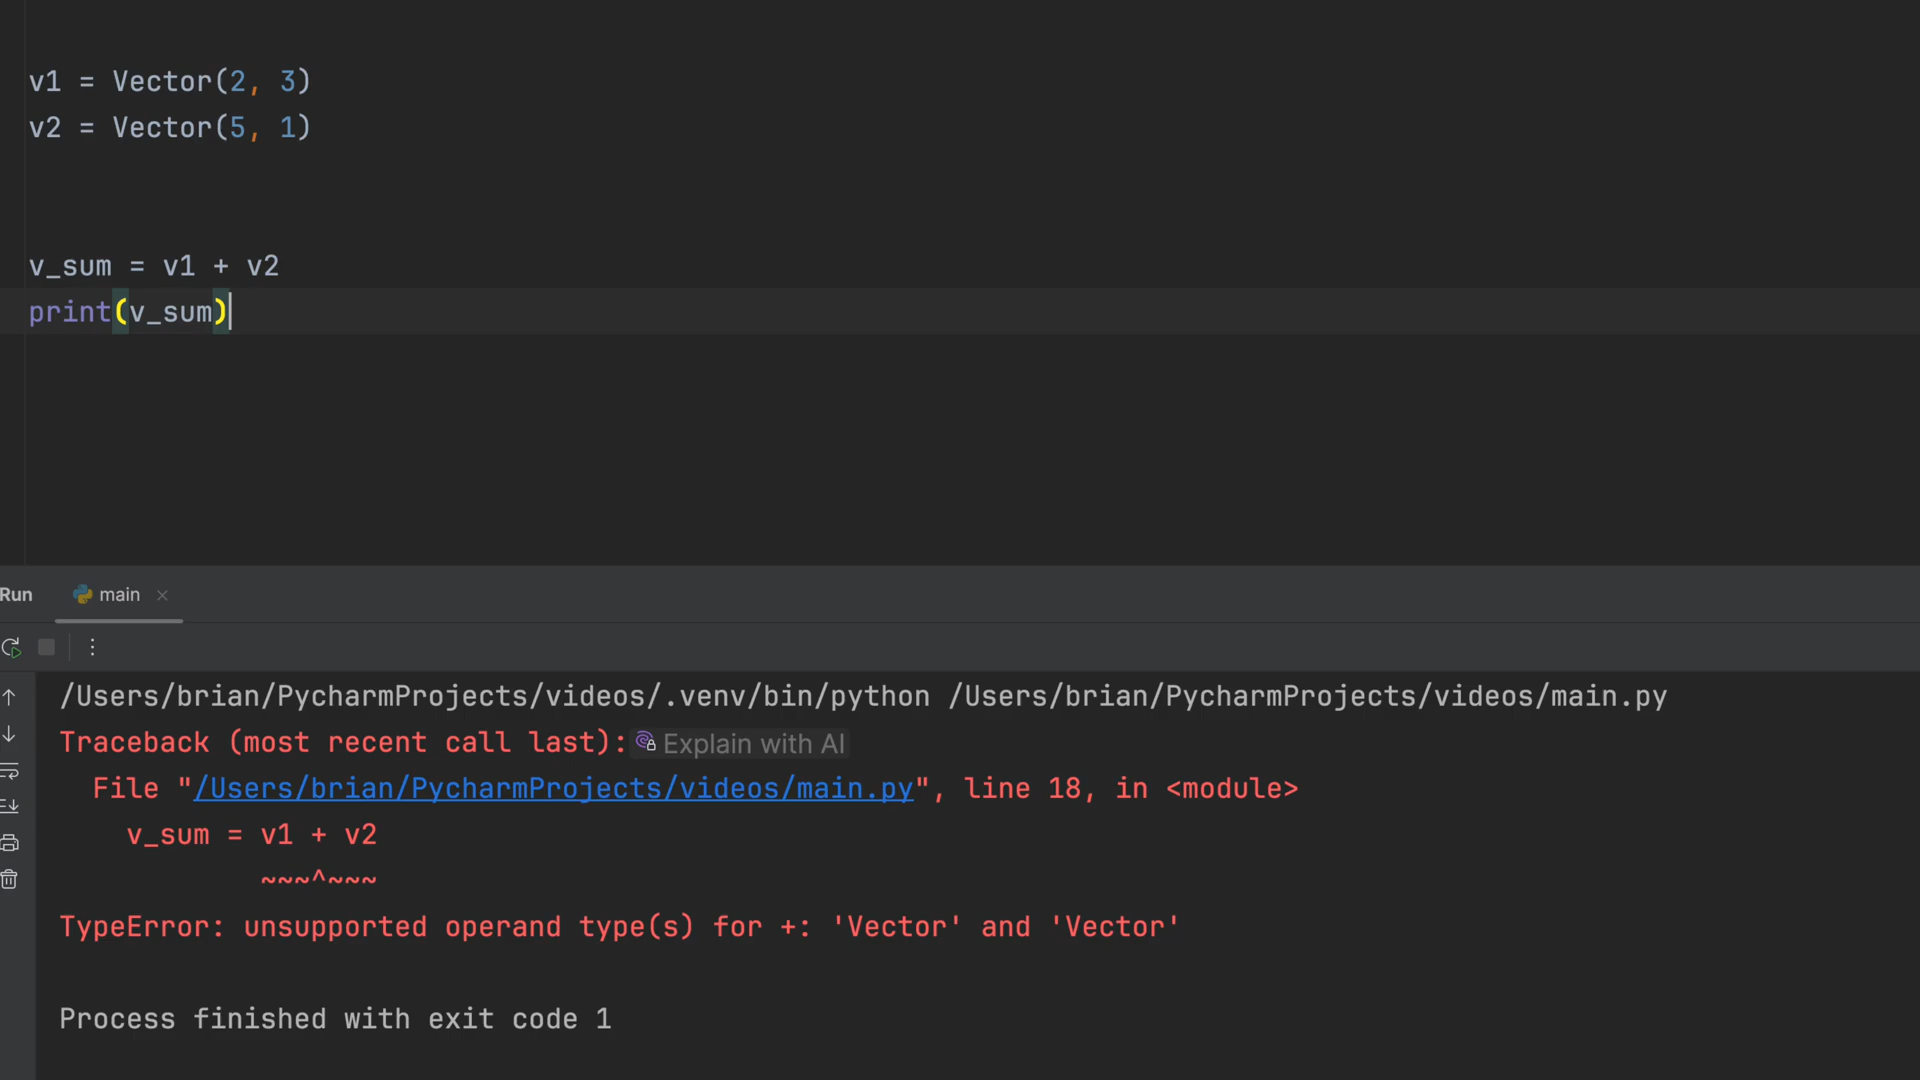 v1 = Vector(2, 3)
v2 = Vector(5, 1)
v_sum = v1 + v2
print(v_sum)
Run main
/Users/brian/PycharmProjects/videos/.venv/bin/python /Users/brian/PycharmProjects/videos/main.py
Traceback (most recent call last): Explain with AI
  File "/Users/brian/PycharmProjects/videos/main.py", line 18, in <module>
    v_sum = v1 + v2
            ~~~^~~~
TypeError: unsupported operand type(s) for +: 'Vector' and 'Vector'
Process finished with exit code 1